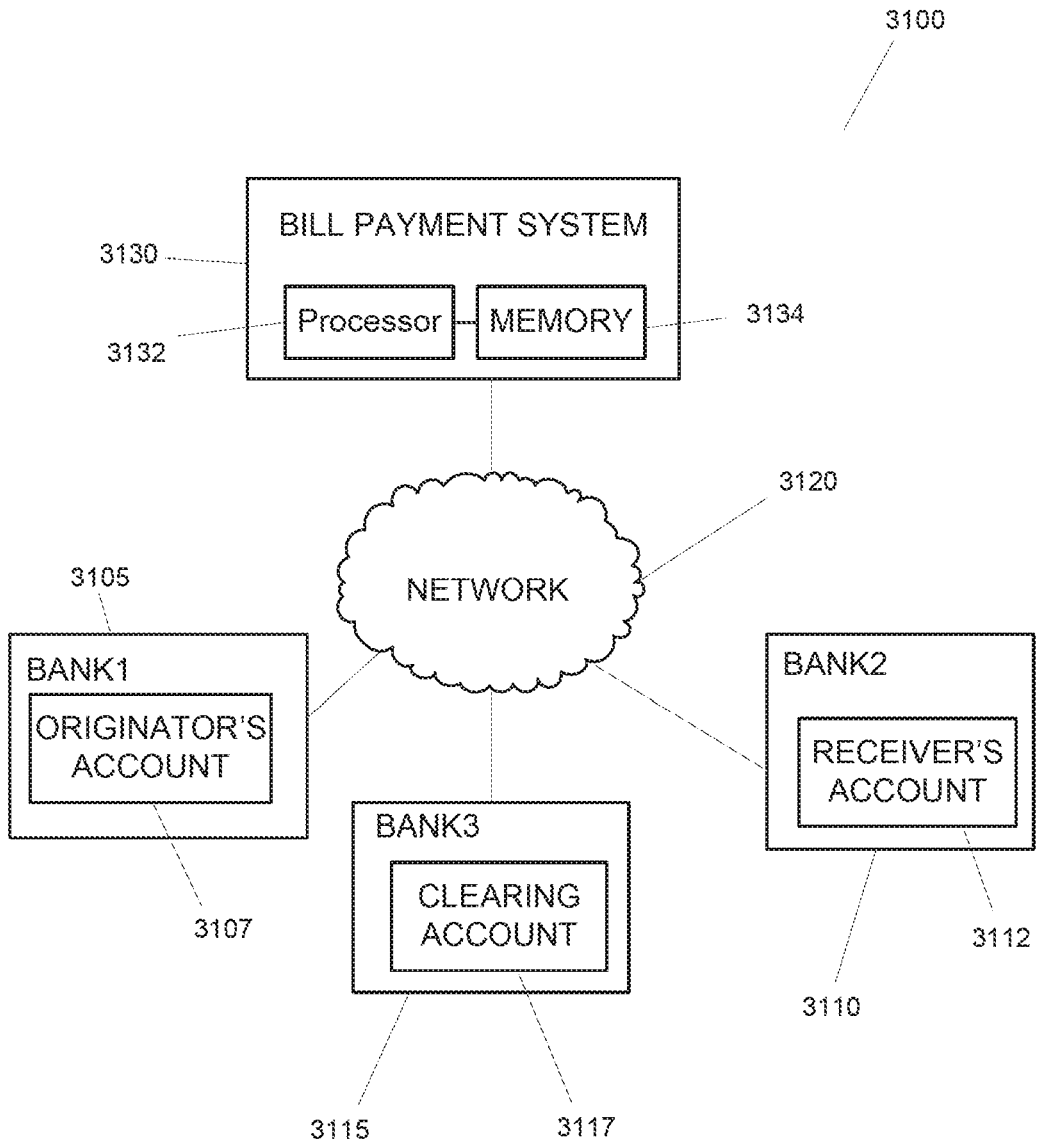 3100
BILL PAYMENT SYSTEM
3130
Processor
MEMORY
3134
3132
3120
NETWORK
3105
BANK1
ORIGINATOR'S
ACCOUNT
3107
BANK2
RECEIVER'S
ACCOUNT
3112
3110
BANK3
CLEARING
ACCOUNT
3115
3117